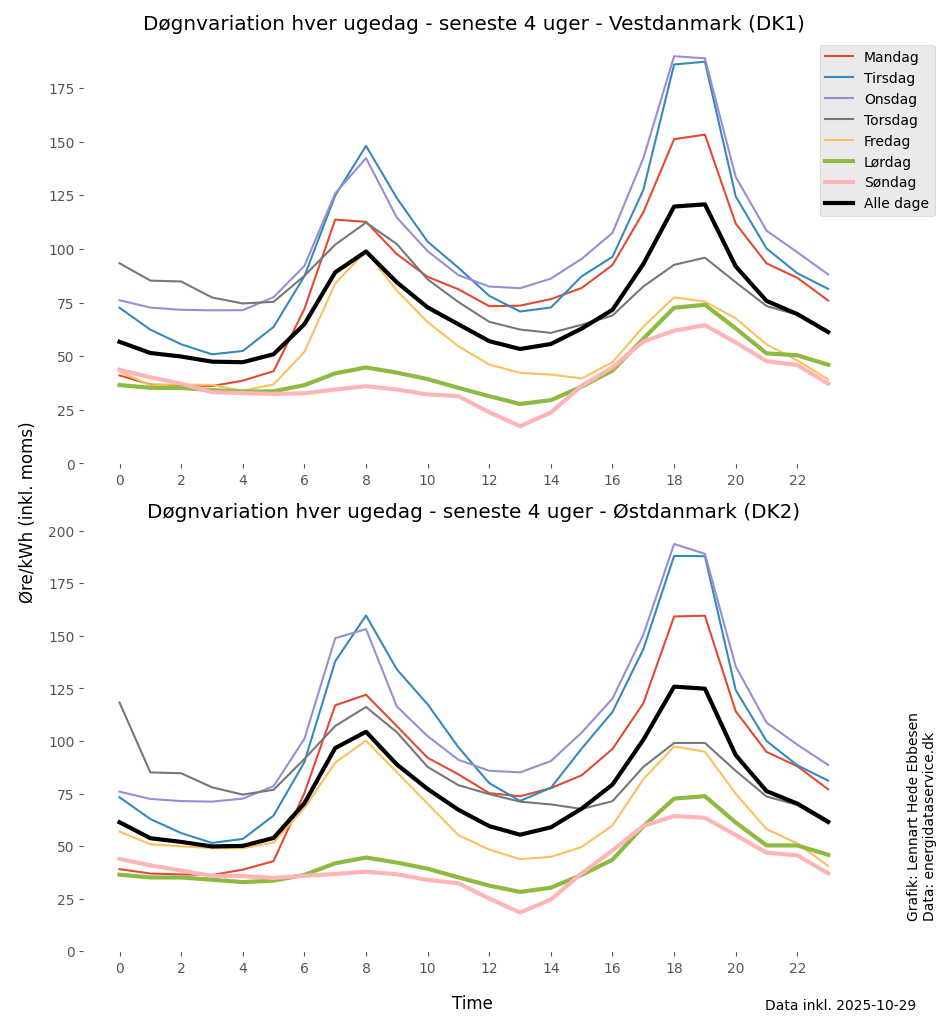 Døgnvariation hver ugedag - seneste 4 uger - Vestdanmark (DK1)
Mandag
Tirsdag
Onsdag
Torsdag
Fredag
Lørdag
Søndag
Alle dage
175
150
125
100
75
50
25
0
0 2 4 6 8 10 12 14 16 18 20 22
Øre/kWh (inkl. moms)
Døgnvariation hver ugedag - seneste 4 uger - Østdanmark (DK2)
200
175
150
125
100
75
50
25
0
0 2 4 6 8 10 12 14 16 18 20 22
Time
Grafik: Lennart Hede Ebbesen
Data: energidataservice.dk
Data inkl. 2025-10-29